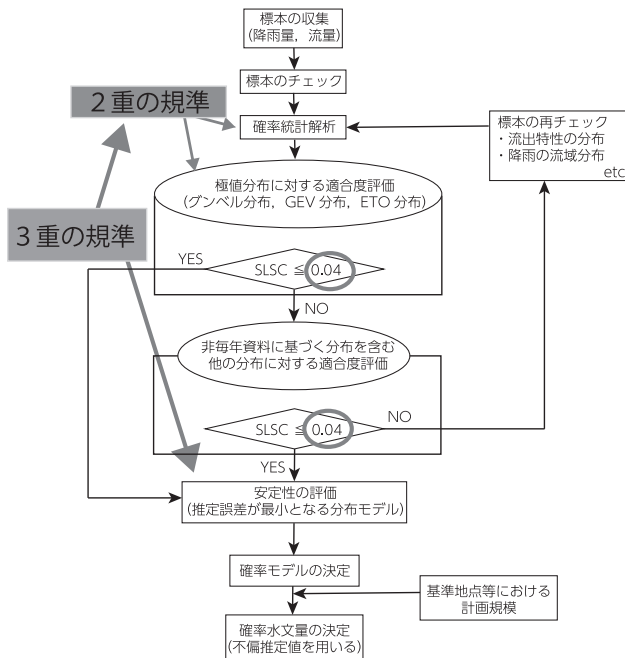 標本の収集
(降雨量，流量)
標本のチェック
2重の規準
確率統計解析
標本の再チェック
・流出特性の分布
・降雨の流域分布
etc
極値分布に対する適合度評価
(グンベル分布，GEV 分布，ETO 分布)
3重の規準
YES
SLSC ≦ 0.04
NO
非毎年資料に基づく分布を含む
他の分布に対する適合度評価
SLSC ≦ 0.04
NO
YES
安定性の評価
(推定誤差が最小となる分布モデル)
確率モデルの決定
基準地点等における
計画規模
確率水文量の決定
(不偏推定値を用いる)